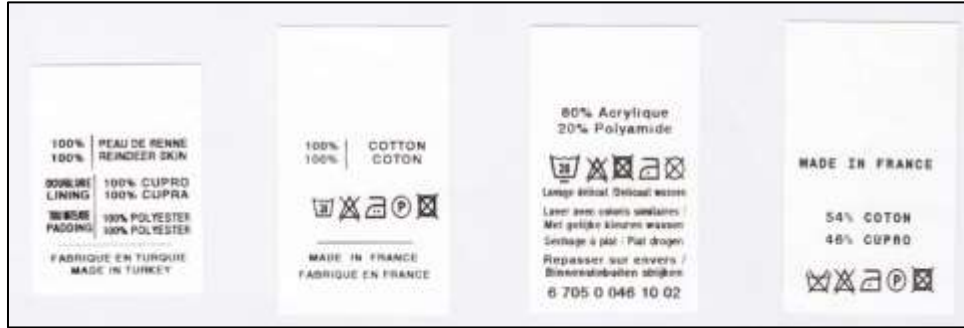 100% PEAU DE RENNE
100% REINDEER SKIN
DOUBLURE 100% CUPRO
LINING 100% CUPRA
100% POLYESTER
PADDING 100% POLYESTER
FABRIQUE EN TURQUIE
MADE IN TURKEY
100% COTTON
100% COTON
P
MADE IN FRANCE
FABRIQUE EN FRANCE
80% Acrylique
20% Polyamide
Lavage délicat /Delicaat wassen
Laver avec coloris similaires /
Met gelijke kleuren wassen
Sechage à plat / Plat drogen
Repasser sur envers /
Binnenstebuiten strijken
6 705 0 046 10 02
MADE IN FRANCE
54% COTON
46% CUPRO
P